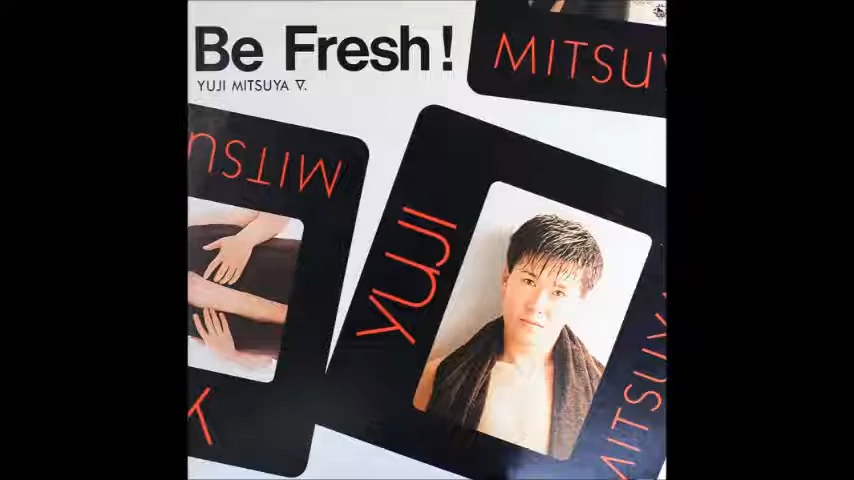 Be Fresh!
YUJI MITSUYA V.
MITSUY
MITSU
YUJI
MITSUYA
Y